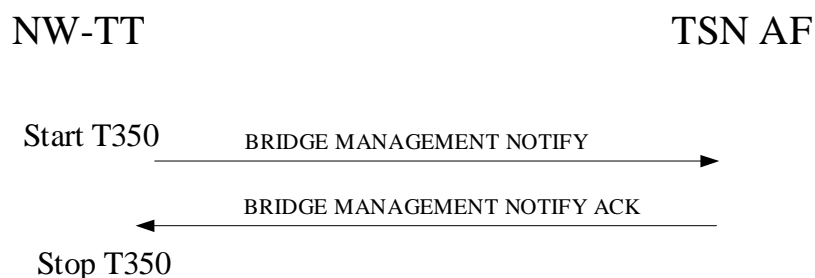 NW-TT
TSN AF
Start T350
BRIDGE MANAGEMENT NOTIFY
BRIDGE MANAGEMENT NOTIFY ACK
Stop T350